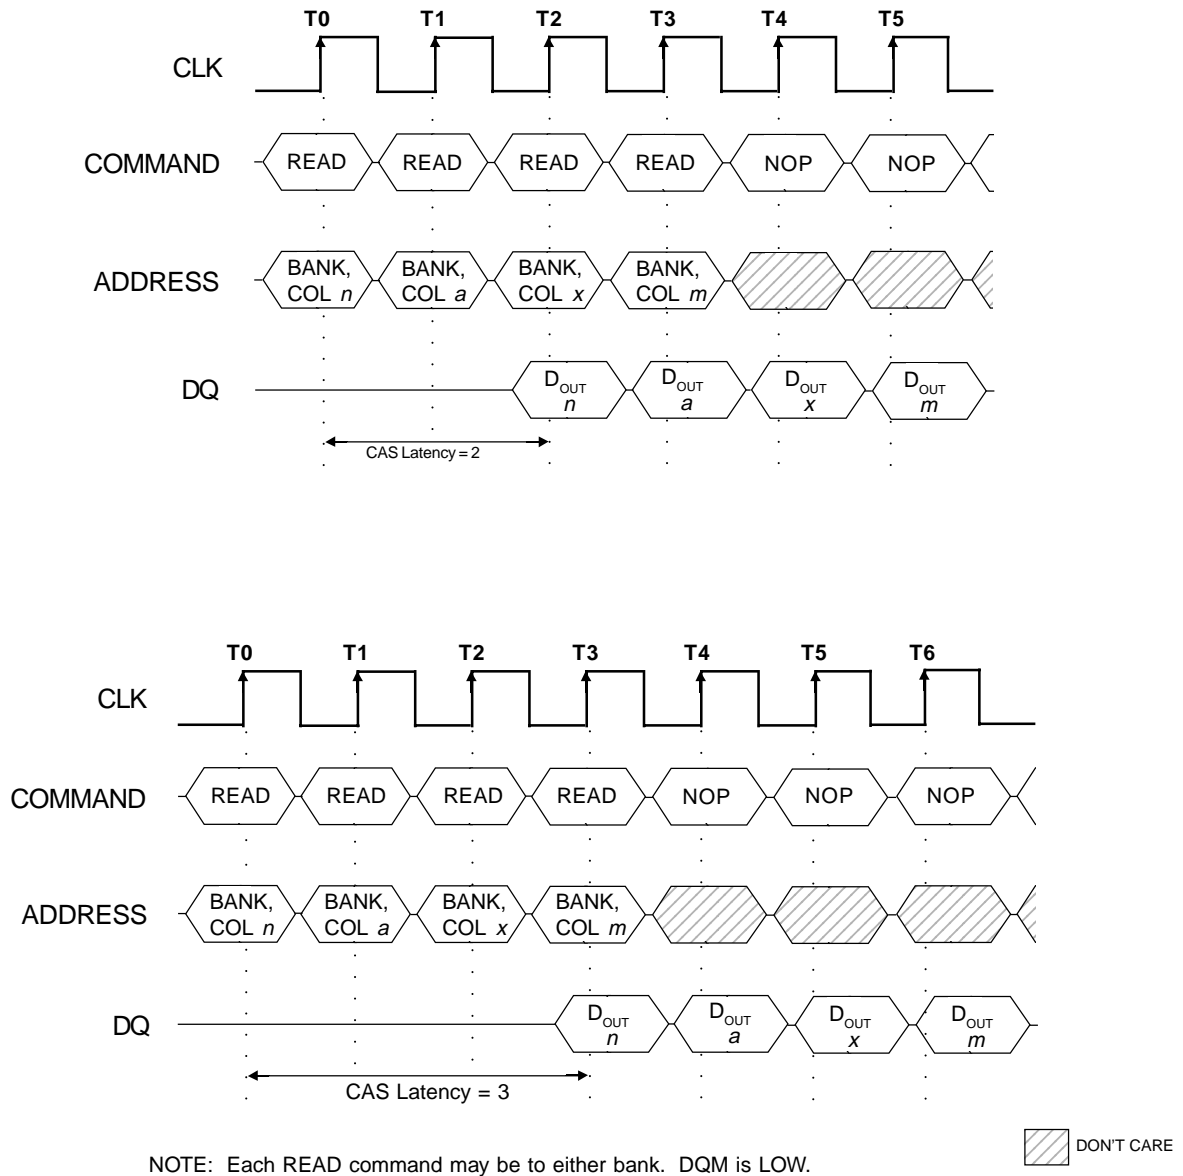 T0 T1 T2 T3 T4 T5
CLK
COMMAND READ READ READ READ NOP NOP
ADDRESS BANK, COL n BANK, COL a BANK, COL x BANK, COL m
DQ DOUT n DOUT a DOUT x DOUT m
CAS Latency = 2
T0 T1 T2 T3 T4 T5 T6
CLK
COMMAND READ READ READ READ NOP NOP NOP
ADDRESS BANK, COL n BANK, COL a BANK, COL x BANK, COL m
DQ DOUT n DOUT a DOUT x DOUT m
CAS Latency = 3
DON'T CARE
NOTE: Each READ command may be to either bank. DQM is LOW.